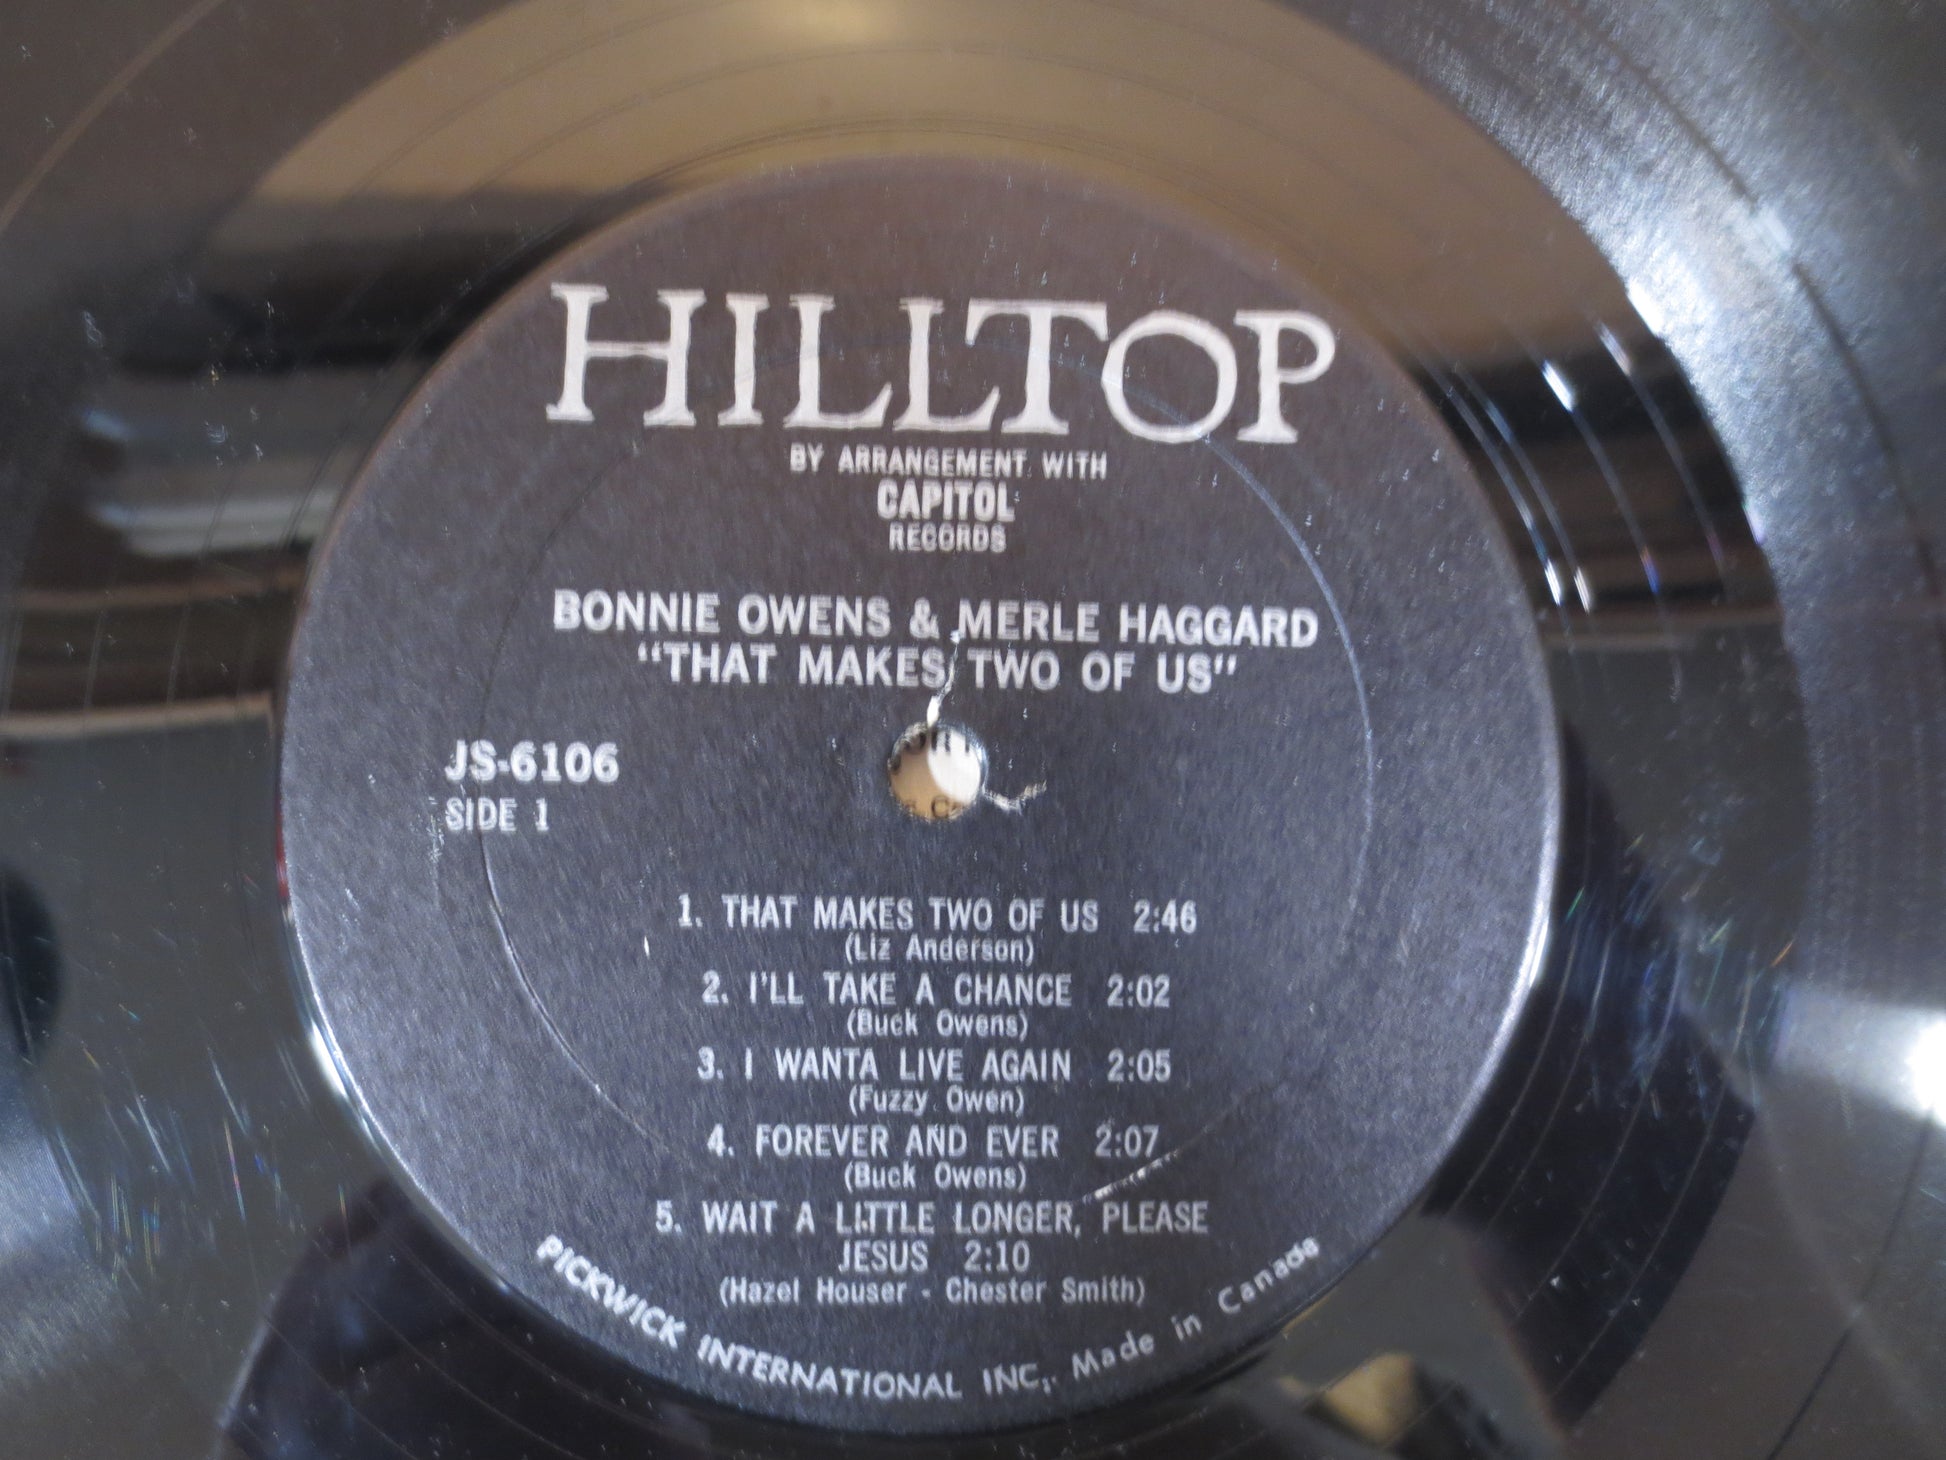 HILLTOP
BY ARRANGEMENT WITH
CAPITOL
RECORDS
BONNIE OWENS & MERLE HAGGARD
"THAT MAKES TWO OF US"
JS-6106
SIDE 1
1. THAT MAKES TWO OF US 2:46
(Liz Anderson)
2. I'LL TAKE A CHANCE 2:02
(Buck Owens)
3. I WANTA LIVE AGAIN 2:05
(Fuzzy Owen)
4. FOREVER AND EVER 2:07
(Buck Owens)
5. WAIT A LITTLE LONGER, PLEASE
JESUS 2:10
(Hazel Houser - Chester Smith)
PICKWICK INTERNATIONAL INC. Made in Canada